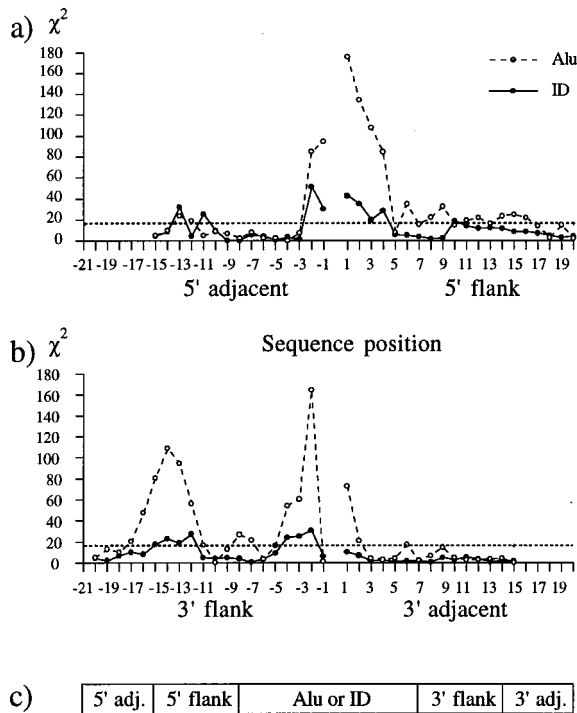 a) χ²
180
160
140
120
100
80
60
40
20
0
Alu
ID
-21 -19 -17 -15 -13 -11 -9 -7 -5 -3 -1 1 3 5 7 9 11 13 15 17 19
5' adjacent 5' flank
Sequence position
b) χ²
180
160
140
120
100
80
60
40
20
0
-21 -19 -17 -15 -13 -11 -9 -7 -5 -3 -1 1 3 5 7 9 11 13 15 17 19
3' flank 3' adjacent
c) 5' adj. 5' flank Alu or ID 3' flank 3' adj.